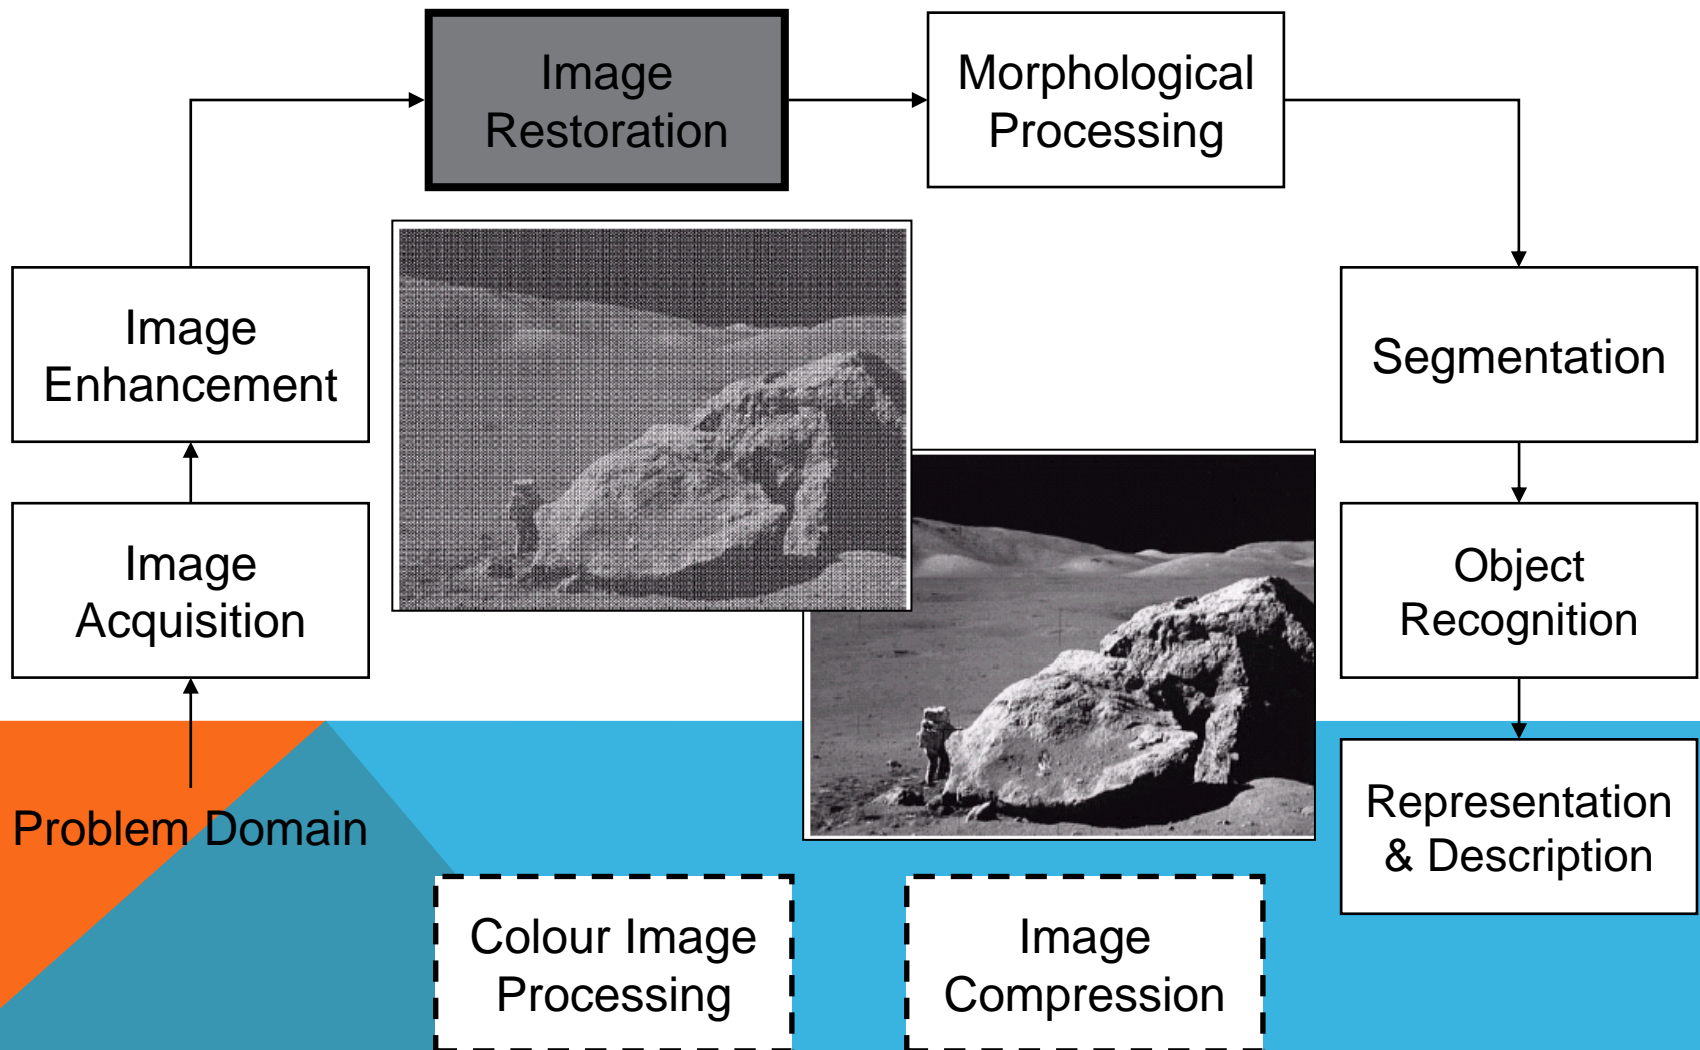 Image
Restoration
Morphological
Processing
Image
Enhancement
Segmentation
Image
Acquisition
Object
Recognition
Problem Domain
Representation
& Description
Colour Image
Processing
Image
Compression